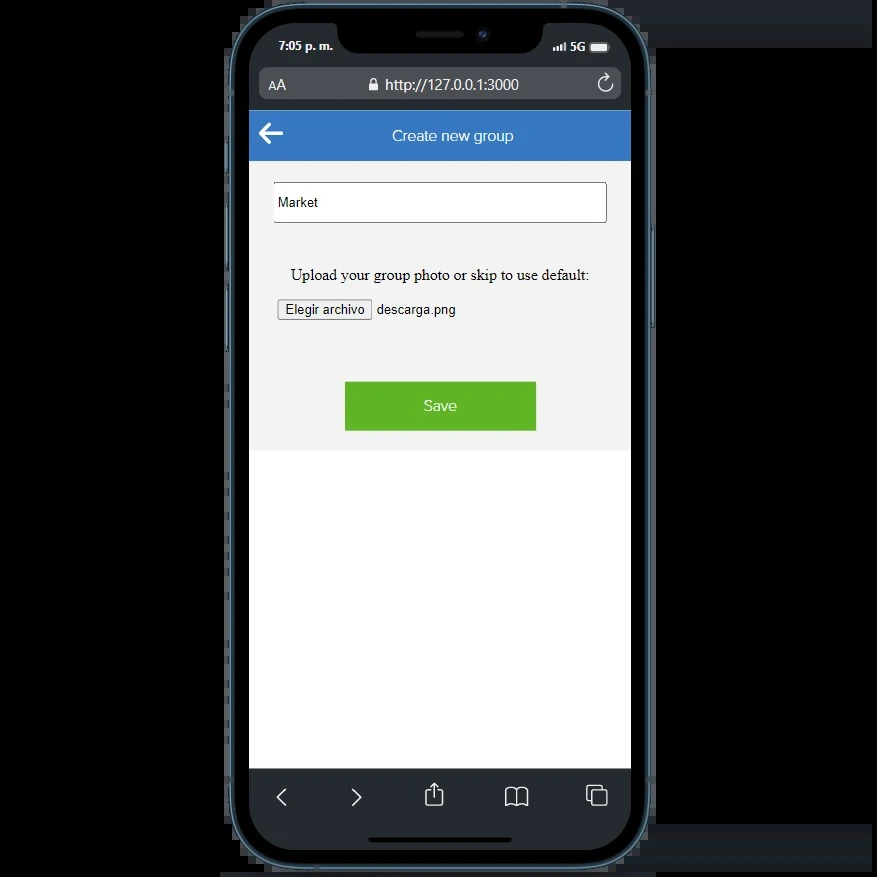 7:05 p. m. 5G
AA http://127.0.0.1:3000
Create new group
Market
Upload your group photo or skip to use default:
Elegir archivo descarga.png
Save